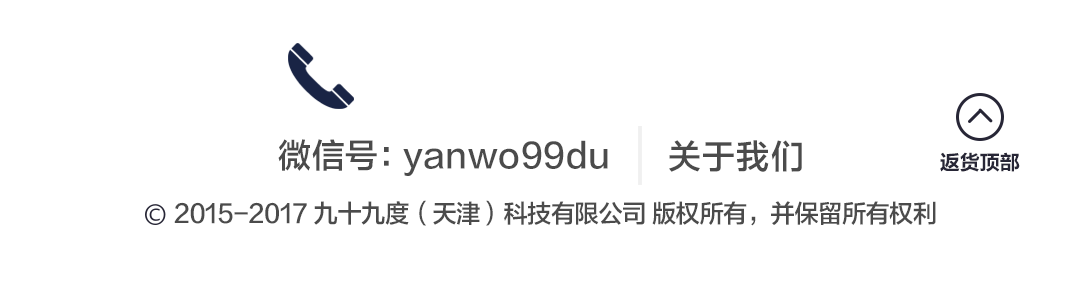 微信号：yanwo99du 关于我们
返货顶部
© 2015-2017 九十九度（天津）科技有限公司 版权所有，并保留所有权利